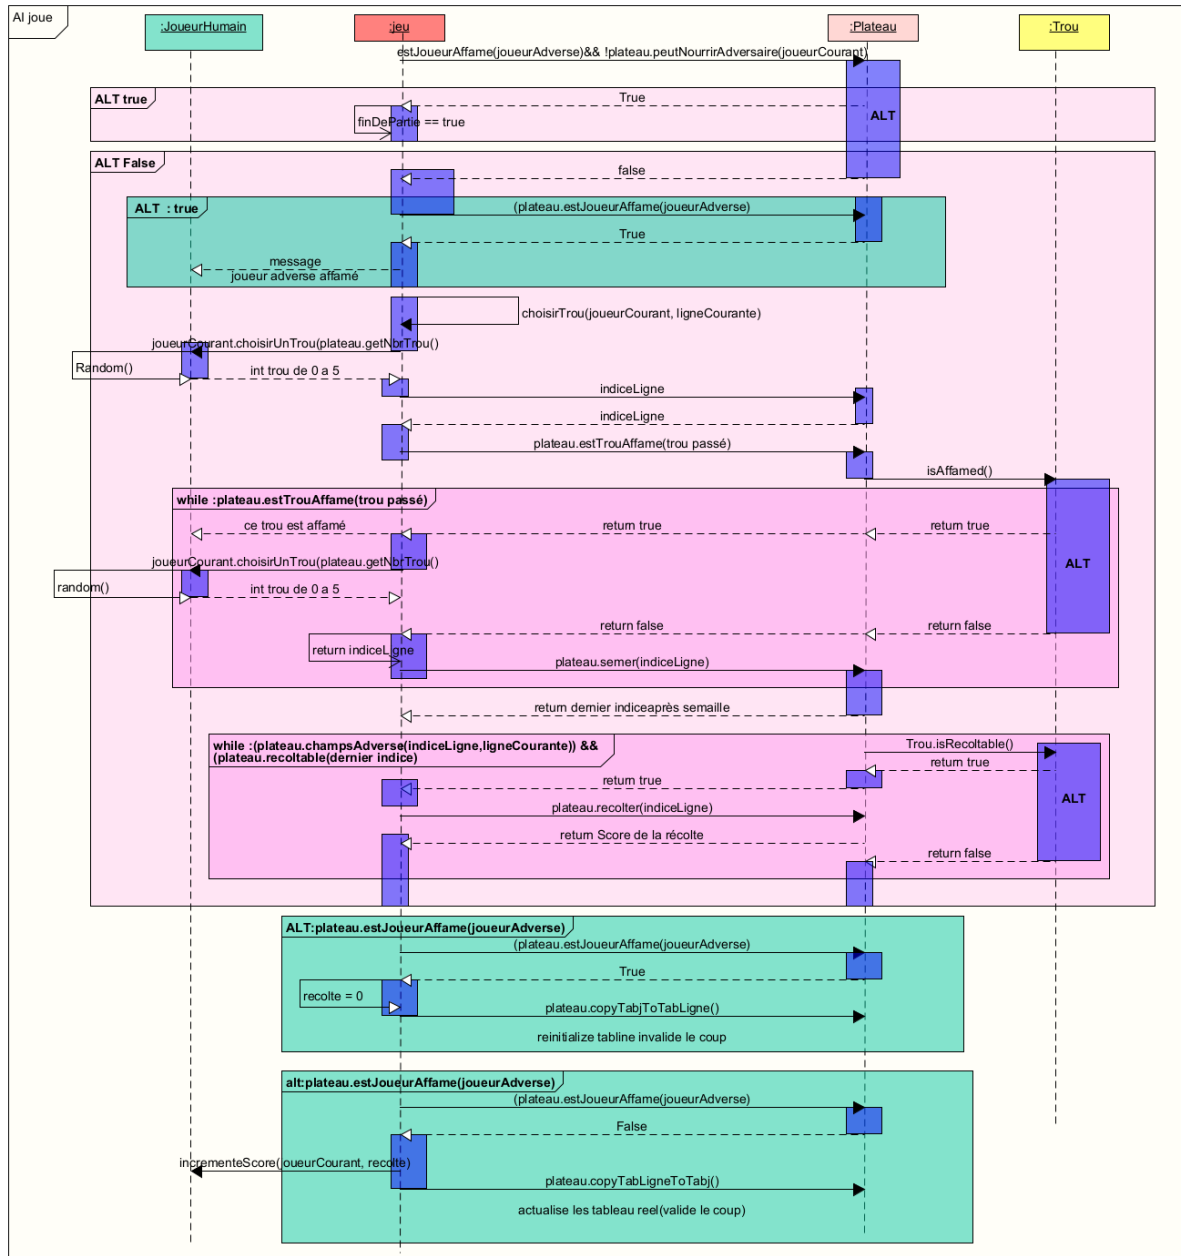 AI joue
:JoueurHumain
:jeu
:Plateau
:Trou
estJoueurAffame(joueurAdverse)&& !plateau.peutNourrirAdversaire(joueurCourant)
ALT true
True
ALT
finDePartie == true
ALT False
false
ALT : true
(plateau.estJoueurAffame(joueurAdverse)
True
message
joueur adverse affamé
choisirTrou(joueurCourant, ligneCourante)
joueurCourant.choisirUnTrou(plateau.getNbrTrou()
Random()
int trou de 0 a 5
indiceLigne
indiceLigne
plateau.estTrouAffame(trou passé)
isAffamed()
while :plateau.estTrouAffame(trou passé)
ce trou est affamé
return true
return true
joueurCourant.choisirUnTrou(plateau.getNbrTrou()
ALT
random()
int trou de 0 a 5
return false
return false
return indiceLigne
plateau.semer(indiceLigne)
return dernier indiceaprès semaille
while :(plateau.champsAdverse(indiceLigne,ligneCourante)) &&
(plateau.recoltable(dernier indice)
Trou.isRecoltable()
return true
return true
ALT
plateau.recolter(indiceLigne)
return Score de la récolte
return false
ALT:plateau.estJoueurAffame(joueurAdverse)
(plateau.estJoueurAffame(joueurAdverse)
True
recolte = 0
plateau.copyTabjToTabLigne()
reinitialize tabline invalide le coup
alt:plateau.estJoueurAffame(joueurAdverse)
(plateau.estJoueurAffame(joueurAdverse)
False
incrementeScore(joueurCourant, recolte)
plateau.copyTabLigneToTabj()
actualise les tableau reel(valide le coup)